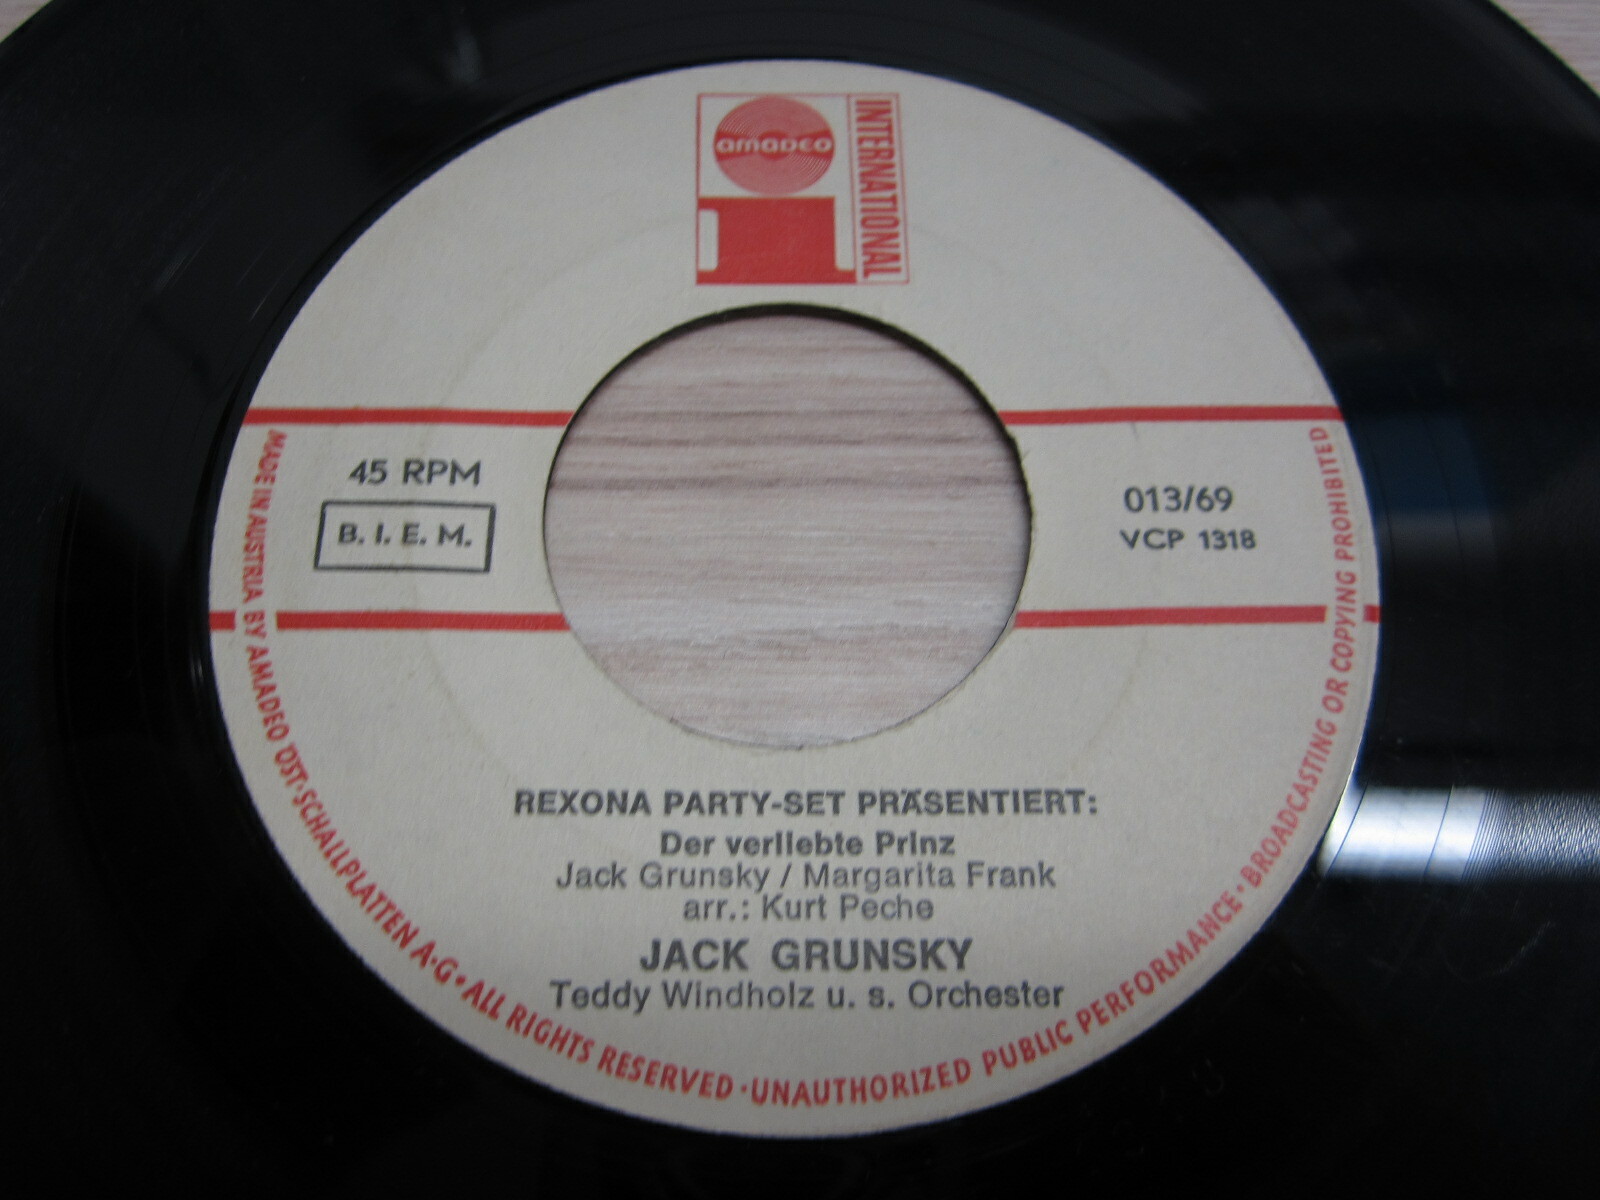 amadeo
INTERNATIONAL
45 RPM
B. I. E. M.
013/69
VCP 1318
REXONA PARTY-SET PRÄSENTIERT:
Der verliebte Prinz
Jack Grunsky / Margarita Frank
arr.: Kurt Peche
JACK GRUNSKY
Teddy Windholz u. s. Orchester
MADE IN AUSTRIA BY AMADEO ÖST·SCHALLPLATTEN A·G • ALL RIGHTS RESERVED · UNAUTHORIZED PUBLIC PERFORMANCE · BROADCASTING OR COPYING PROHIBITED